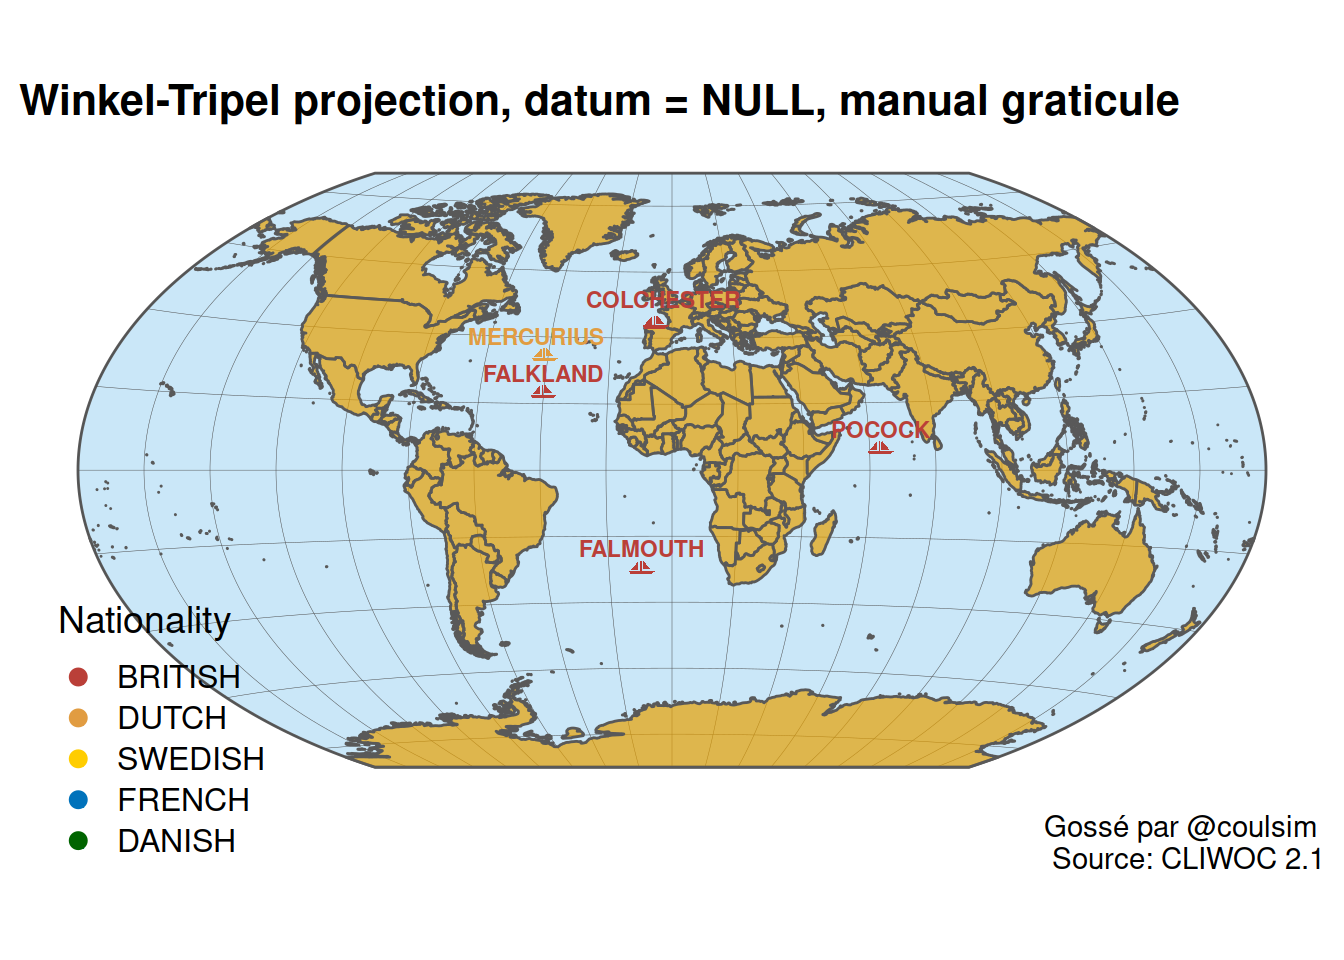 Winkel-Tripel projection, datum = NULL, manual graticule
COLCHESTER
MERCURIUS
FALKLAND
POCOCK
FALMOUTH
Nationality
BRITISH
DUTCH
SWEDISH
FRENCH
DANISH
Gossé par @coulsim
Source: CLIWOC 2.1